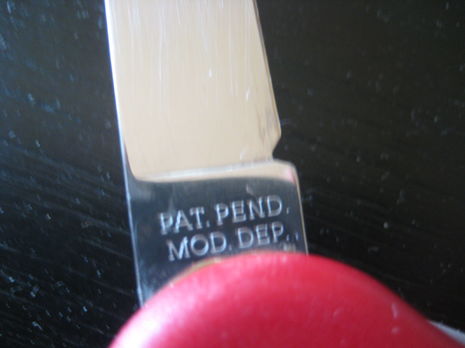 PAT. PEND.
MOD. DEP.